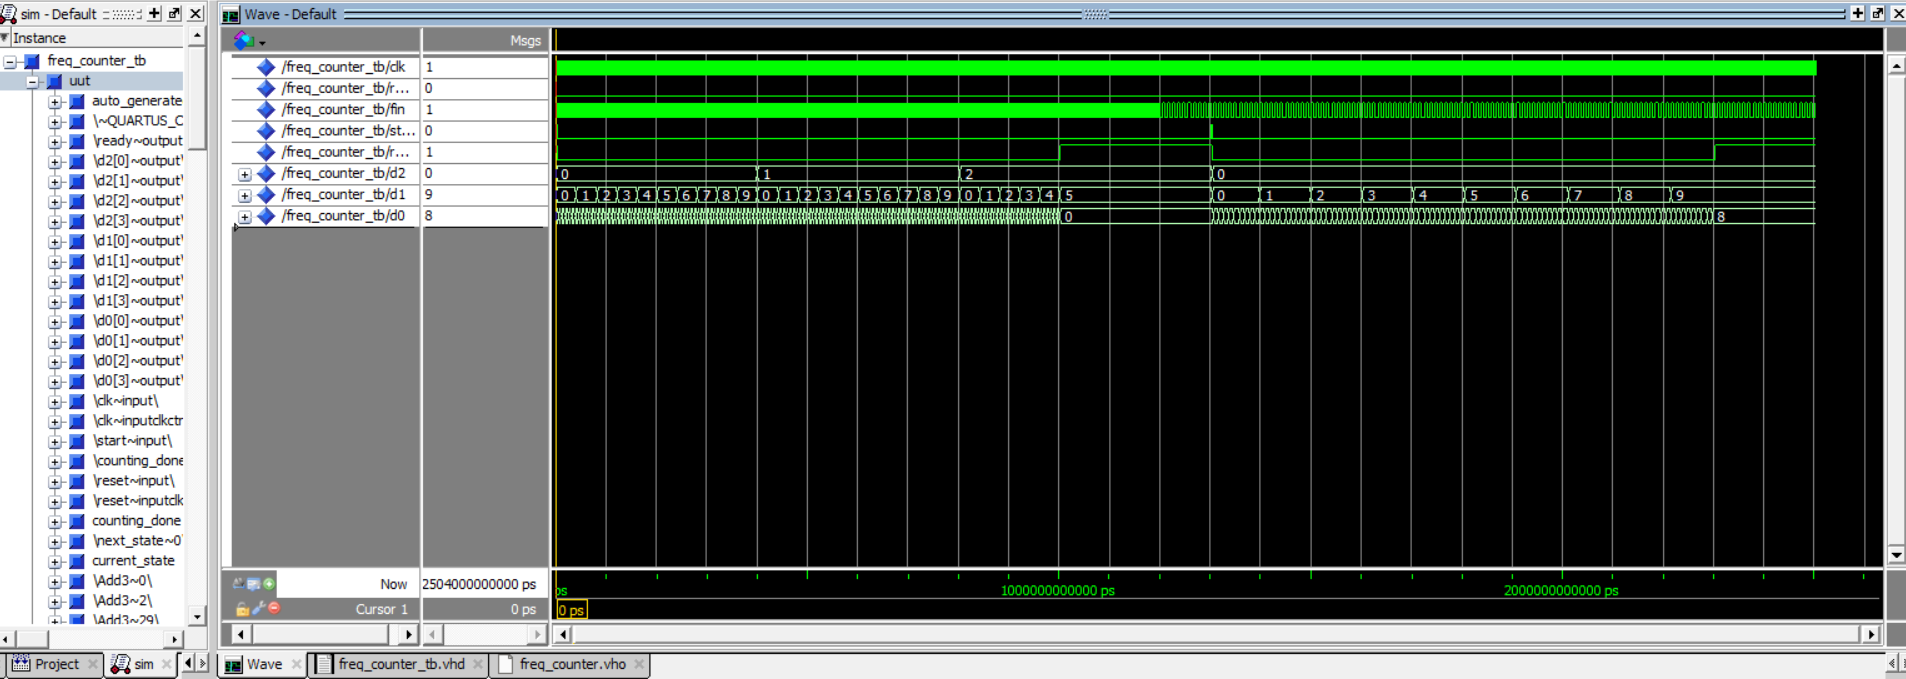 sim - Default
Wave - Default
Instance
Msgs
freq_counter_tb
uut
auto_generate
\~QUARTUS_C
\ready~output
\d2[0]~output\
\d2[1]~output\
\d2[2]~output\
\d2[3]~output\
\d1[0]~output\
\d1[1]~output\
\d1[2]~output\
\d1[3]~output\
\d0[0]~output\
\d0[1]~output\
\d0[2]~output\
\d0[3]~output\
\clk~input\
\clk~inputclkctr
\start~input\
\counting_done
\reset~input\
\reset~inputclk
counting_done
\next_state~0\
current_state
\Add3~0\
\Add3~2\
\Add3~29\
/freq_counter_tb/clk 1
/freq_counter_tb/r... 0
/freq_counter_tb/fin 1
/freq_counter_tb/st... 0
/freq_counter_tb/r... 1
/freq_counter_tb/d2 0 0 1 2 0
/freq_counter_tb/d1 9 0 1 2 3 4 5 6 7 8 9 0 1 2 3 4 5 6 7 8 9 0 1 2 3 4 5 0 1 2 3 4 5 6 7 8 9
/freq_counter_tb/d0 8 0 8
Now 2504000000000 ps ps 1000000000000 ps 2000000000000 ps
Cursor 1 0 ps 0 ps
Project sim Wave freq_counter_tb.vhd freq_counter.vho